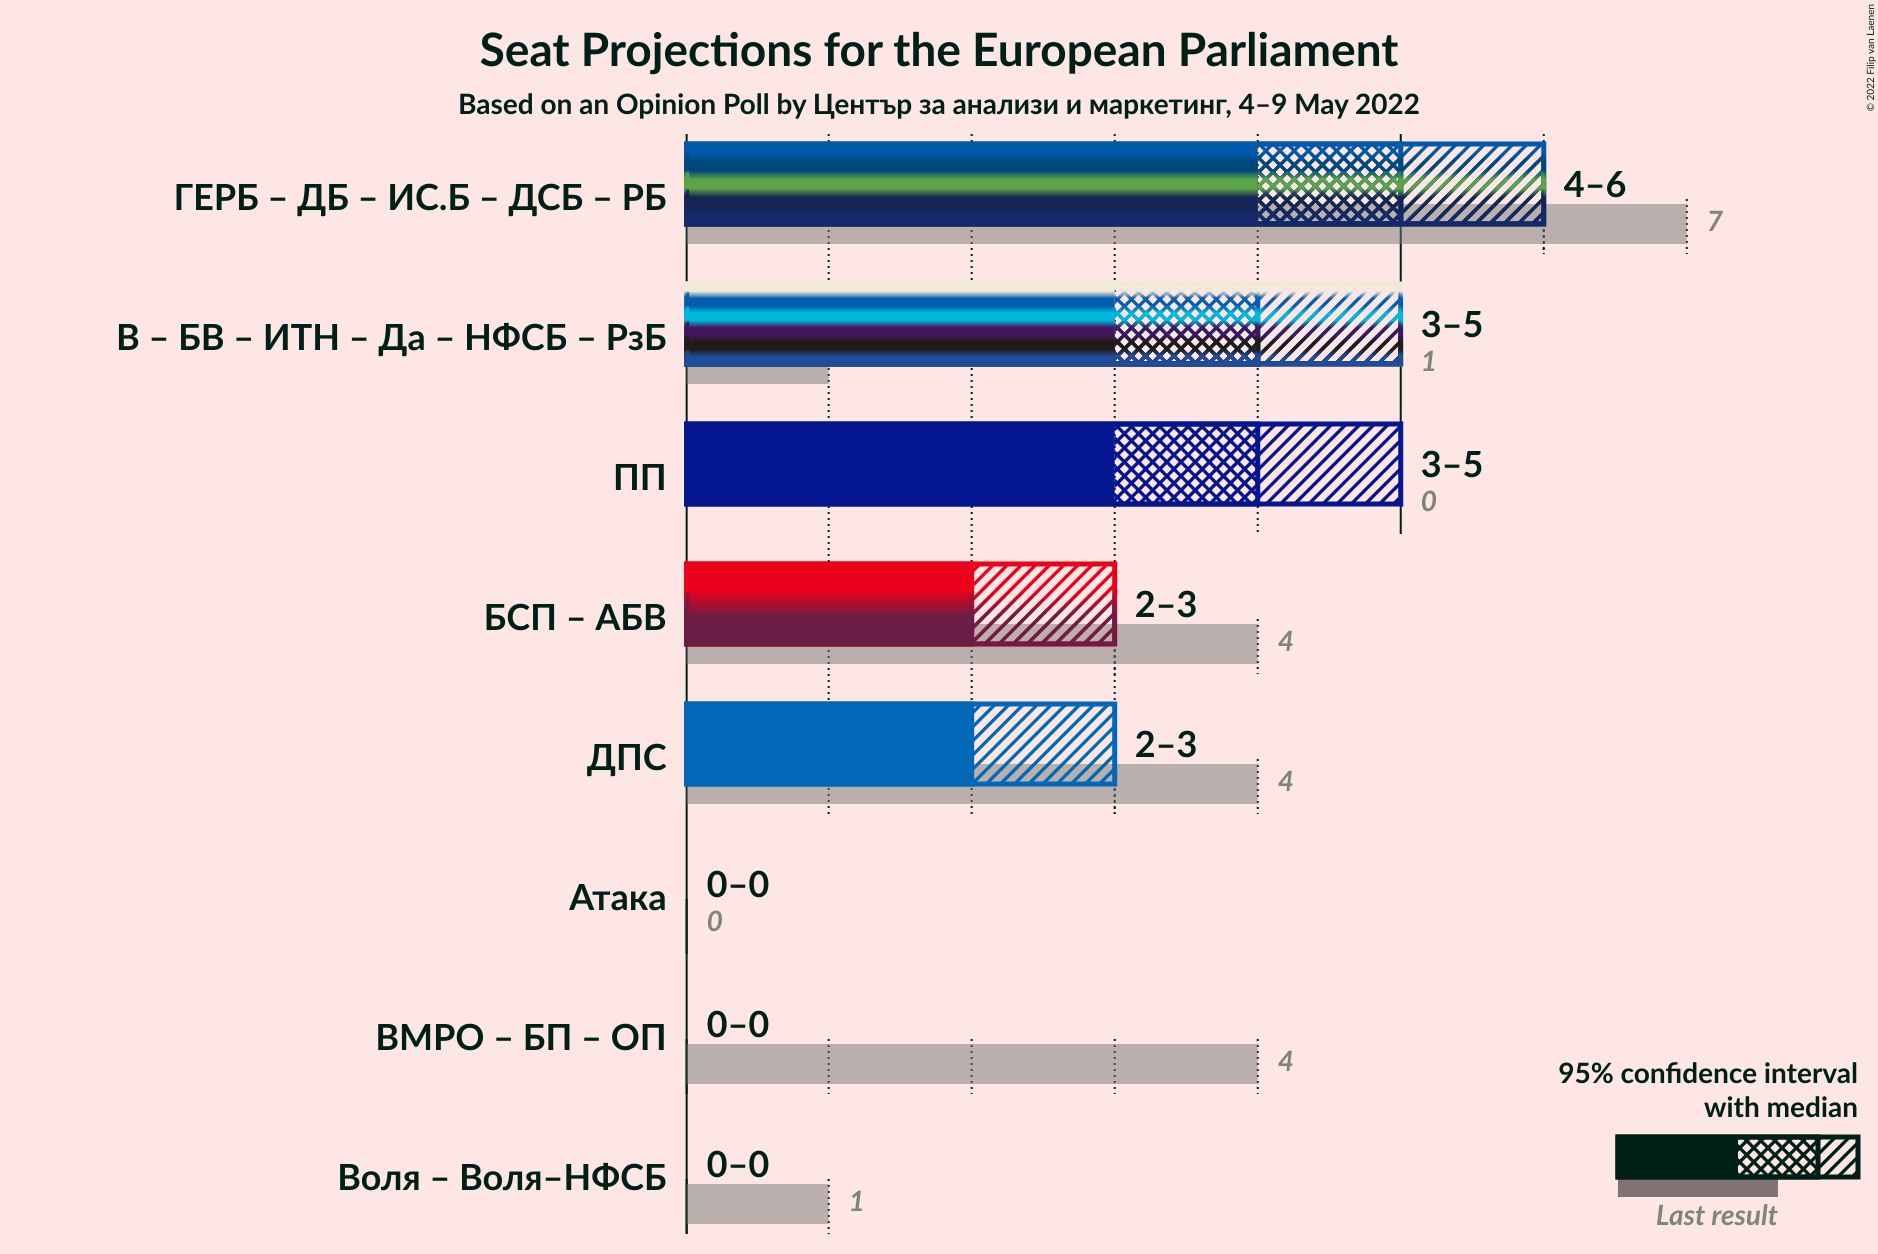 Seat Projections for the European Parliament
Based on an Opinion Poll by Център за анализи и маркетинг, 4–9 May 2022
© 2022 Filip van Laenen
ГЕРБ – ДБ – ИС.Б – ДСБ – РБ
4–6
7
В – БВ – ИТН – Да – НФСБ – РзБ
3–5
1
ПП
3–5
0
БСП – АБВ
2–3
4
ДПС
2–3
4
Атака
0–0
0
ВМРО – БП – ОП
0–0
4
Воля – Воля–НФСБ
0–0
1
95% confidence interval
with median
Last result